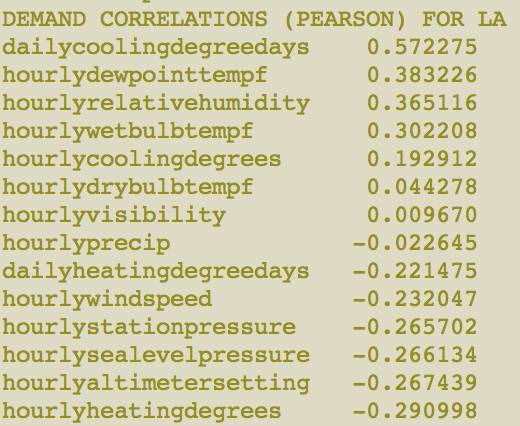 DEMAND CORRELATIONS (PEARSON) FOR LA
dailycoolingdegreedays 0.572275
hourlydewpointtempf 0.383226
hourlyrelativehumidity 0.365116
hourlywetbulbtempf 0.302208
hourlycoolingdegrees 0.192912
hourlydrybulbtempf 0.044278
hourlyvisibility 0.009670
hourlyprecip -0.022645
dailyheatingdegreedays -0.221475
hourlywindspeed -0.232047
hourlystationpressure -0.265702
hourlysealevelpressure -0.266134
hourlyaltimetersetting -0.267439
hourlyheatingdegrees -0.290998